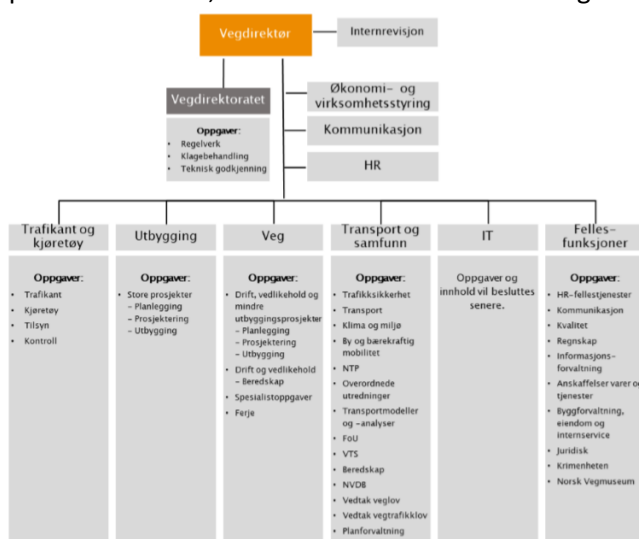 Vegdirektør
Internrevisjon
Vegdirektoratet
Oppgaver:
• Regelverk
• Klagebehandling
• Teknisk godkjenning
Økonomi- og
virksomhetsstyring
Kommunikasjon
HR
Trafikant og
kjøretøy
Oppgaver:
• Trafikant
• Kjøretøy
• Tilsyn
• Kontroll
Utbygging
Oppgaver:
• Store prosjekter
– Planlegging
– Prosjektering
– Utbygging
Veg
Oppgaver:
• Drift, vedlikehold og
mindre
utbyggingsprosjekter
– Planlegging
– Prosjektering
– Utbygging
• Drift og vedlikehold
– Beredskap
• Spesialistoppgaver
• Ferje
Transport og
samfunn
Oppgaver:
• Trafikksikkerhet
• Transport
• Klima og miljø
• By og bærekraftig
mobilitet
• NTP
• Overordnede
utredninger
• Transportmodeller
og -analyser
• FoU
• VTS
• Beredskap
• NVDB
• Vedtak veglov
• Vedtak vegtrafikklov
• Planforvaltning
IT
Oppgaver og
innhold vil besluttes
senere.
Felles-
funksjoner
Oppgaver:
• HR-fellestjenester
• Kommunikasjon
• Kvalitet
• Regnskap
• Informasjons-
forvaltning
• Anskaffelser varer og
tjenester
• Byggforvaltning,
eiendom og
internservice
• Juridisk
• Krimenheten
• Norsk Vegmuseum